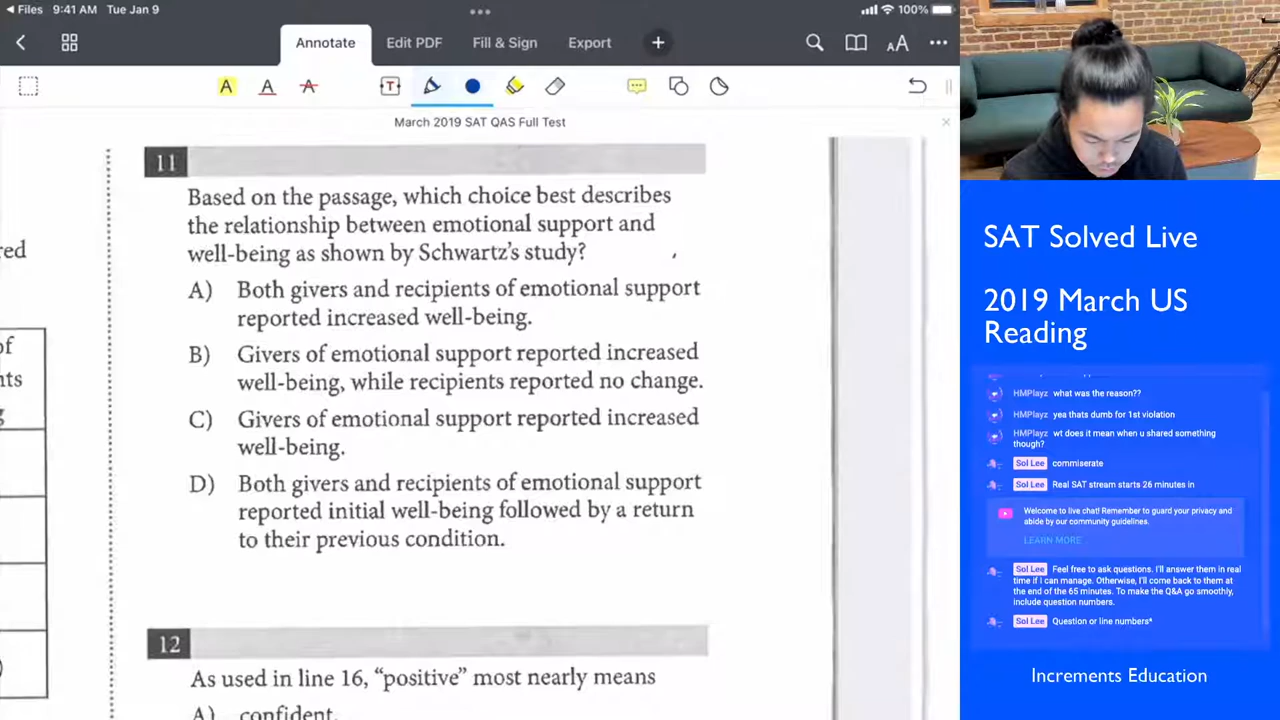 Files 9:41 AM Tue Jan 9
100%
Annotate Edit PDF Fill & Sign Export
March 2019 SAT QAS Full Test
11
Based on the passage, which choice best describes
the relationship between emotional support and
well-being as shown by Schwartz's study?
A) Both givers and recipients of emotional support
reported increased well-being.
B) Givers of emotional support reported increased
well-being, while recipients reported no change.
C) Givers of emotional support reported increased
well-being.
D) Both givers and recipients of emotional support
reported initial well-being followed by a return
to their previous condition.
12
As used in line 16, "positive" most nearly means
A) confident.
SAT Solved Live
2019 March US
Reading
HMPlayz what was the reason??
HMPlayz yea thats dumb for 1st violation
HMPlayz wt does it mean when u shared something
though?
Sol Lee commiserate
Sol Lee Real SAT stream starts 26 minutes in
Welcome to live chat! Remember to guard your privacy and
abide by our community guidelines.
LEARN MORE
Sol Lee Feel free to ask questions. I'll answer them in real
time if I can manage. Otherwise, I'll come back to them at
the end of the 65 minutes. To make the Q&A go smoothly,
include question numbers.
Sol Lee Question or line numbers*
Increments Education